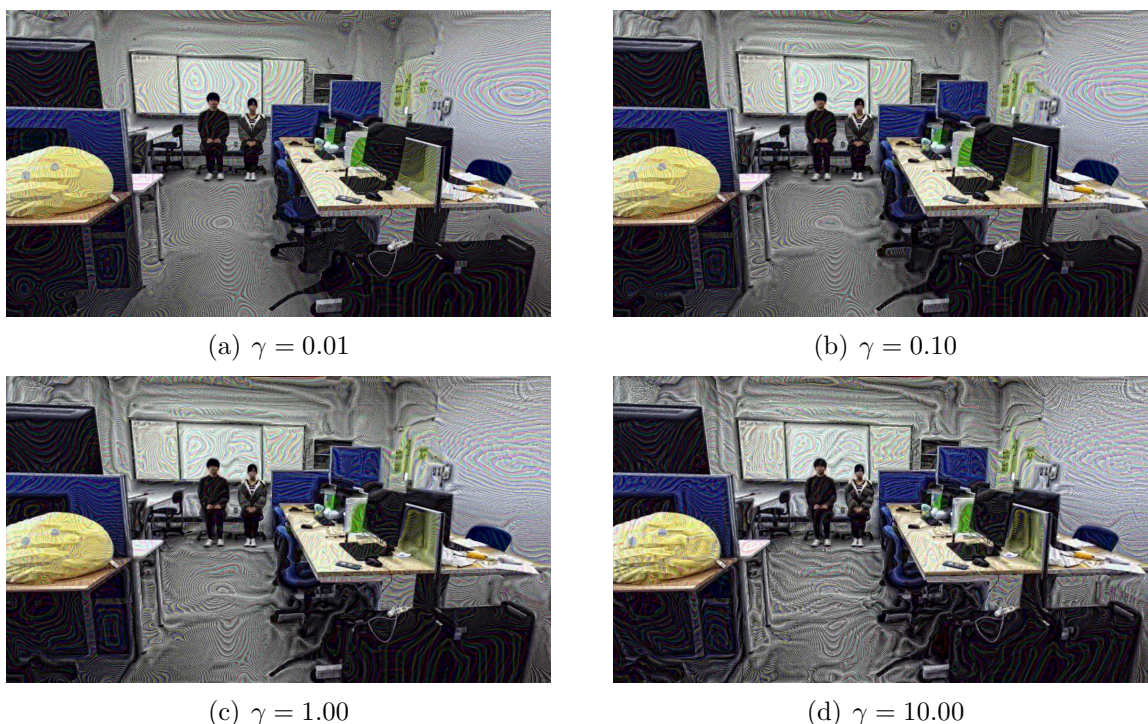 (a) γ = 0.01
(b) γ = 0.10
(c) γ = 1.00
(d) γ = 10.00